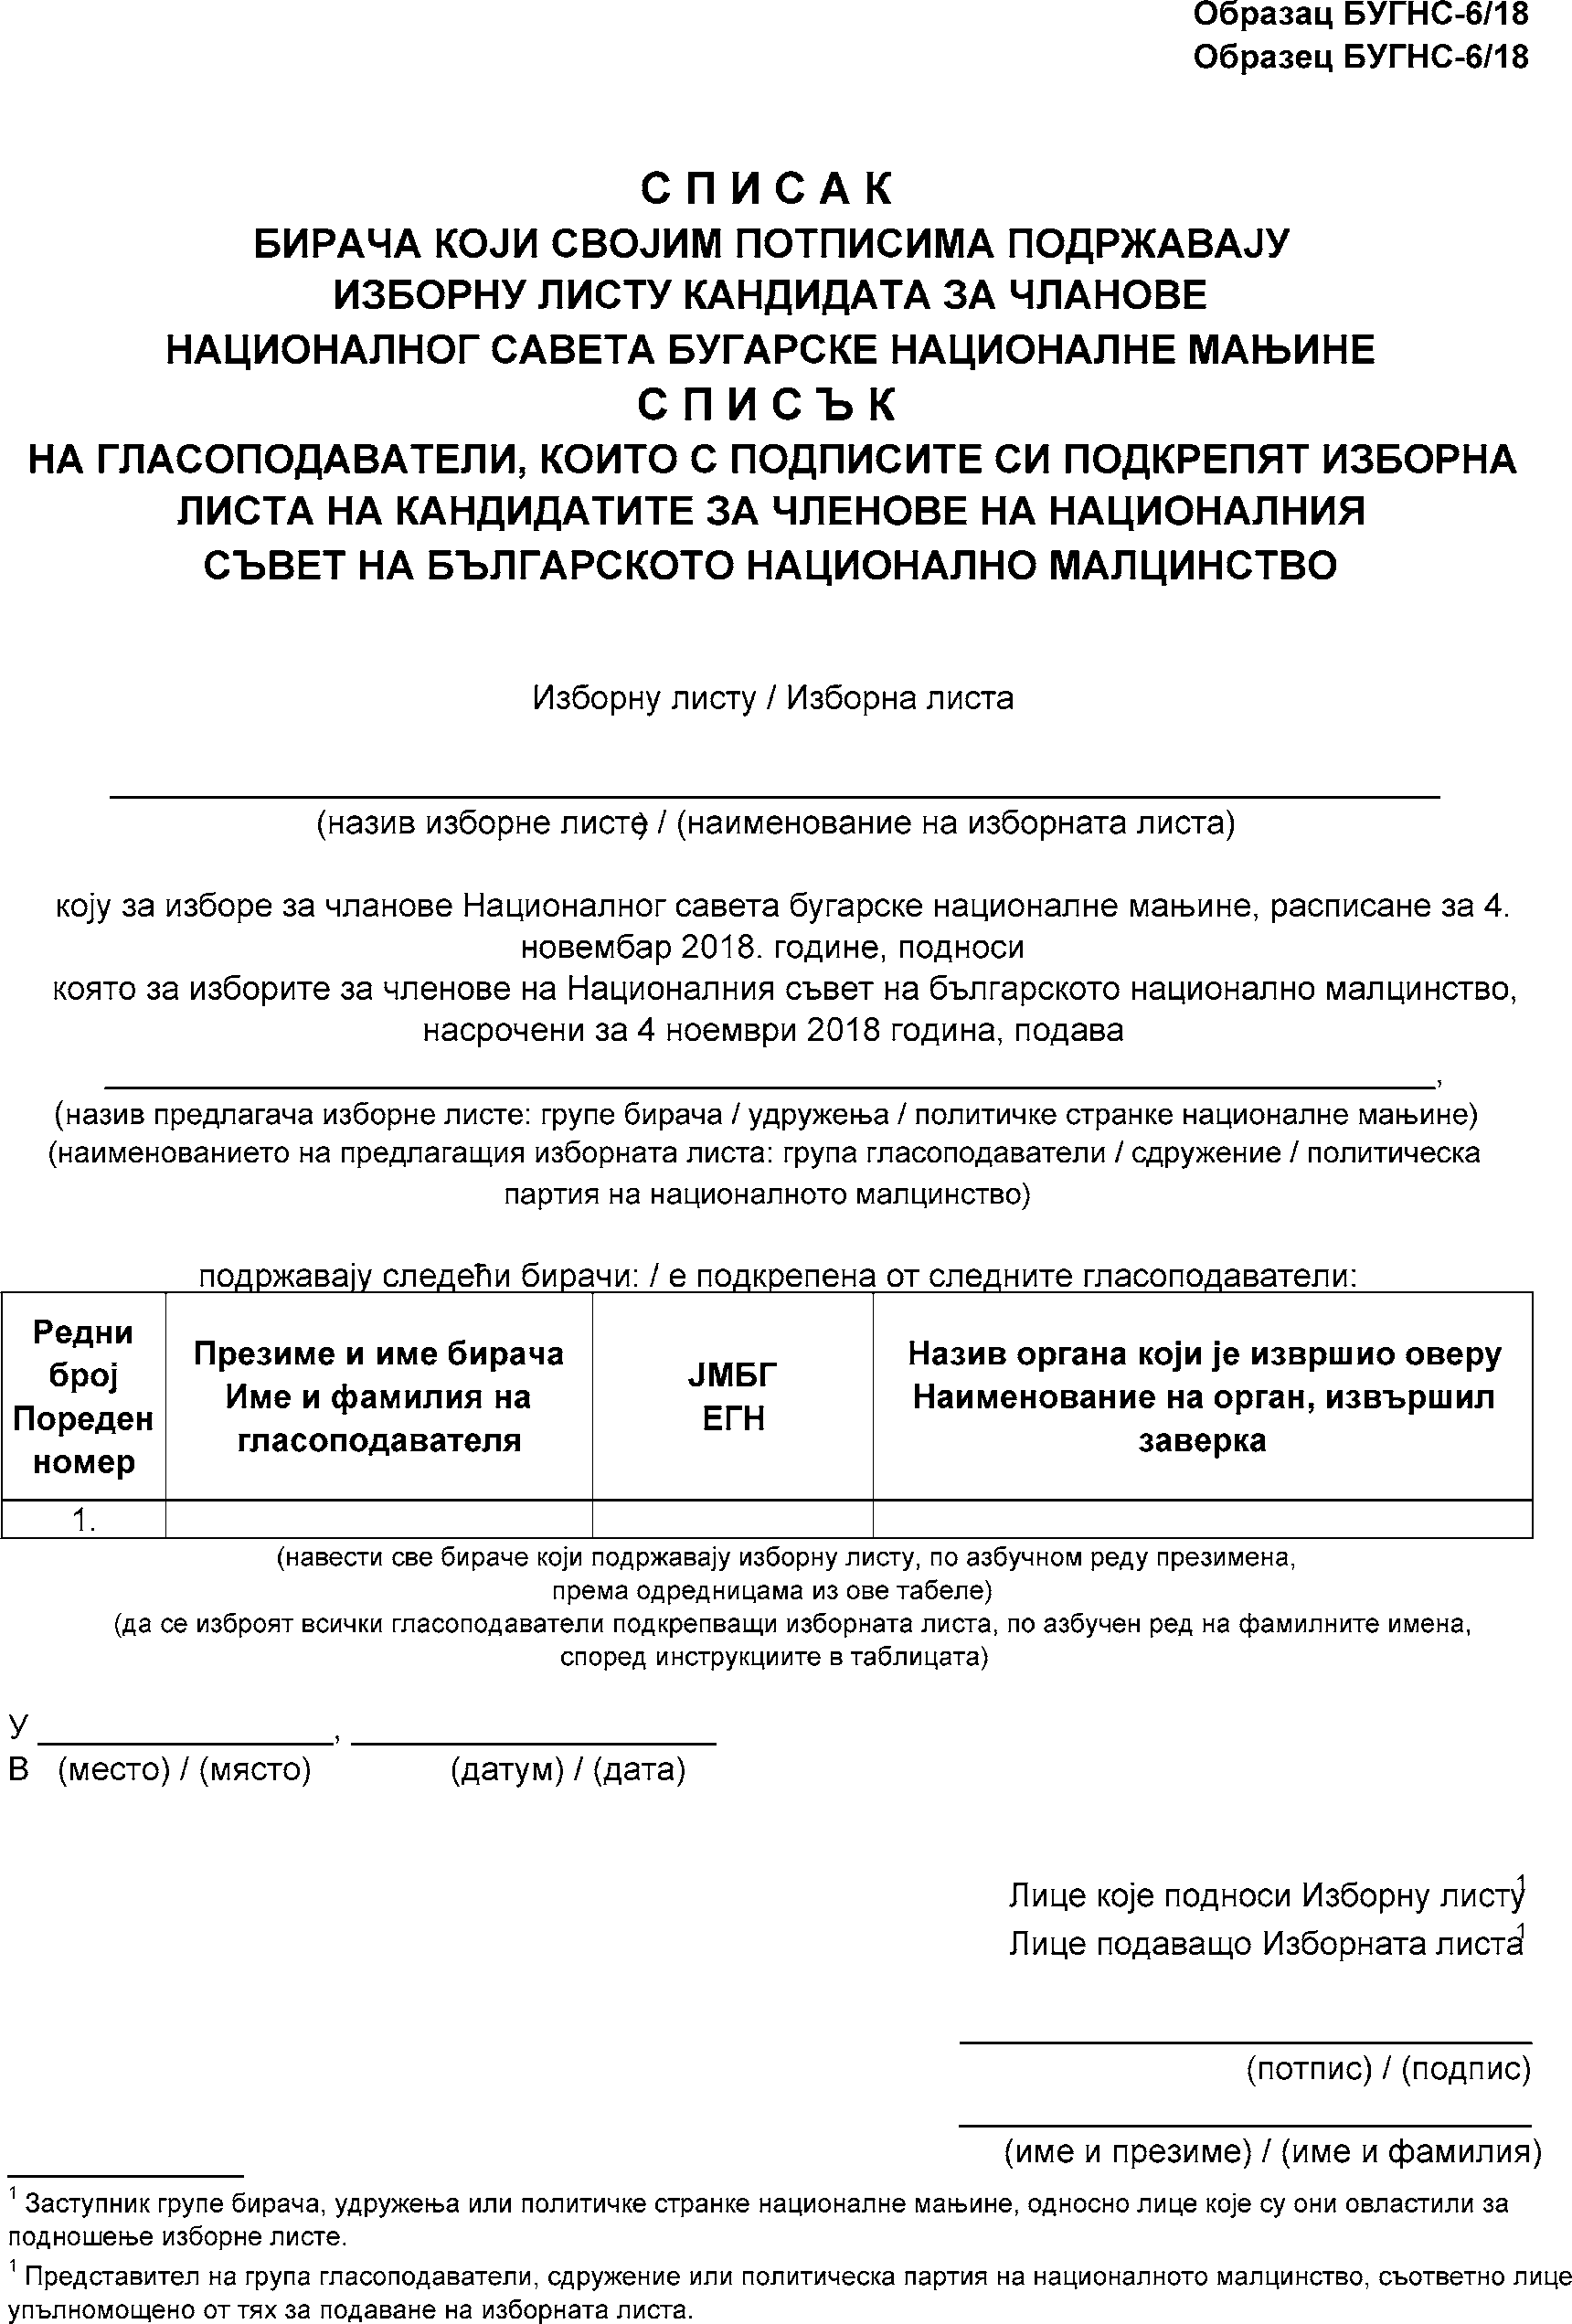 Образац БУГНС-6/18
Образец БУГНС-6/18
С П И С А К
БИРАЧА КОЈИ СВОЈИМ ПОТПИСИМА ПОДРЖАВАЈУ
ИЗБОРНУ ЛИСТУ КАНДИДАТА ЗА ЧЛАНОВЕ
НАЦИОНАЛНОГ САВЕТА БУГАРСКЕ НАЦИОНАЛНЕ МАЊИНЕ
С П И С Ъ К
НА ГЛАСОПОДАВАТЕЛИ, КОИТО С ПОДПИСИТЕ СИ ПОДКРЕПЯТ ИЗБОРНА
ЛИСТА НА КАНДИДАТИТЕ ЗА ЧЛЕНОВЕ НА НАЦИОНАЛНИЯ
СЪВЕТ НА БЪЛГАРСКОТО НАЦИОНАЛНО МАЛЦИНСТВО
Изборну листу / Изборна листа
(назив изборне листе) / (наименование на изборната листа)
коју за изборе за чланове Националног савета бугарске националне мањине, расписане за 4.
новембар 2018. године, подноси
която за изборите за членове на Националния съвет на българското национално малцинство,
насрочени за 4 ноември 2018 година, подава
,
(назив предлагача изборне листе: групе бирача / удружења / политичке странке националне мањине)
(наименованието на предлагащия изборната листа: група гласоподаватели / сдружение / политическа
партия на националното малцинство)
подржавају следећи бирачи: / е подкрепена от следните гласоподаватели:
Редни
број
Пореден
номер
Презиме и име бирача
Име и фамилия на
гласоподавателя
ЈМБГ
ЕГН
Назив органа који је извршио оверу
Наименование на орган, извършил
заверка
1.
(навести све бираче који подржавају изборну листу, по азбучном реду презимена,
према одредницама из ове табеле)
(да се изброят всички гласоподаватели подкрепващи изборната листа, по азбучен ред на фамилните имена,
според инструкциите в таблицата)
У ________________, ____________________
В (место) / (място) (датум) / (дата)
Лице које подноси Изборну листу1
Лице подаващо Изборната листа1
(потпис) / (подпис)
(име и презиме) / (име и фамилия)
1 Заступник групе бирача, удружења или политичке странке националне мањине, односно лице које су они овластили за
подношење изборне листе.
1 Представител на група гласоподаватели, сдружение или политическа партия на националното малцинство, съответно лице
упълномощено от тях за подаване на изборната листа.